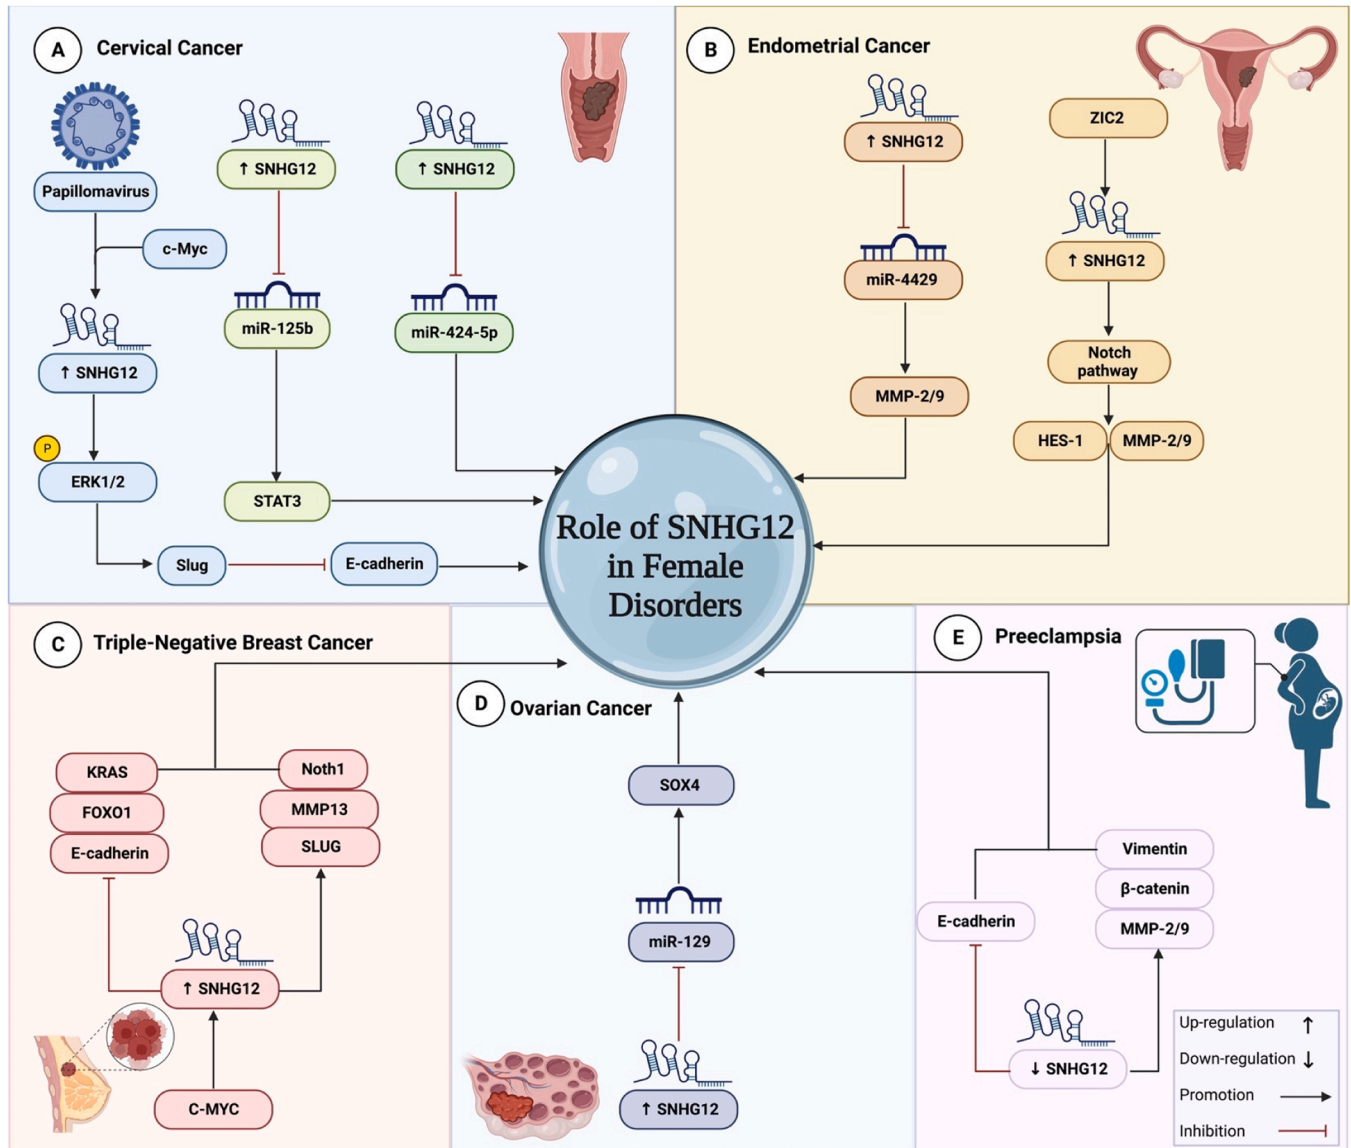 A
Cervical Cancer
Papillomavirus
c-Myc
↑ SNHG12
P
ERK1/2
Slug
E-cadherin
↑ SNHG12
miR-125b
STAT3
↑ SNHG12
miR-424-5p
B
Endometrial Cancer
↑ SNHG12
miR-4429
MMP-2/9
ZIC2
↑ SNHG12
Notch
pathway
HES-1
MMP-2/9
Role of SNHG12
in Female
Disorders
C
Triple-Negative Breast Cancer
KRAS
FOXO1
E-cadherin
Noth1
MMP13
SLUG
↑ SNHG12
C-MYC
D
Ovarian Cancer
SOX4
miR-129
↑ SNHG12
E
Preeclampsia
Vimentin
β-catenin
MMP-2/9
E-cadherin
↓ SNHG12
Up-regulation ↑
Down-regulation ↓
Promotion
Inhibition